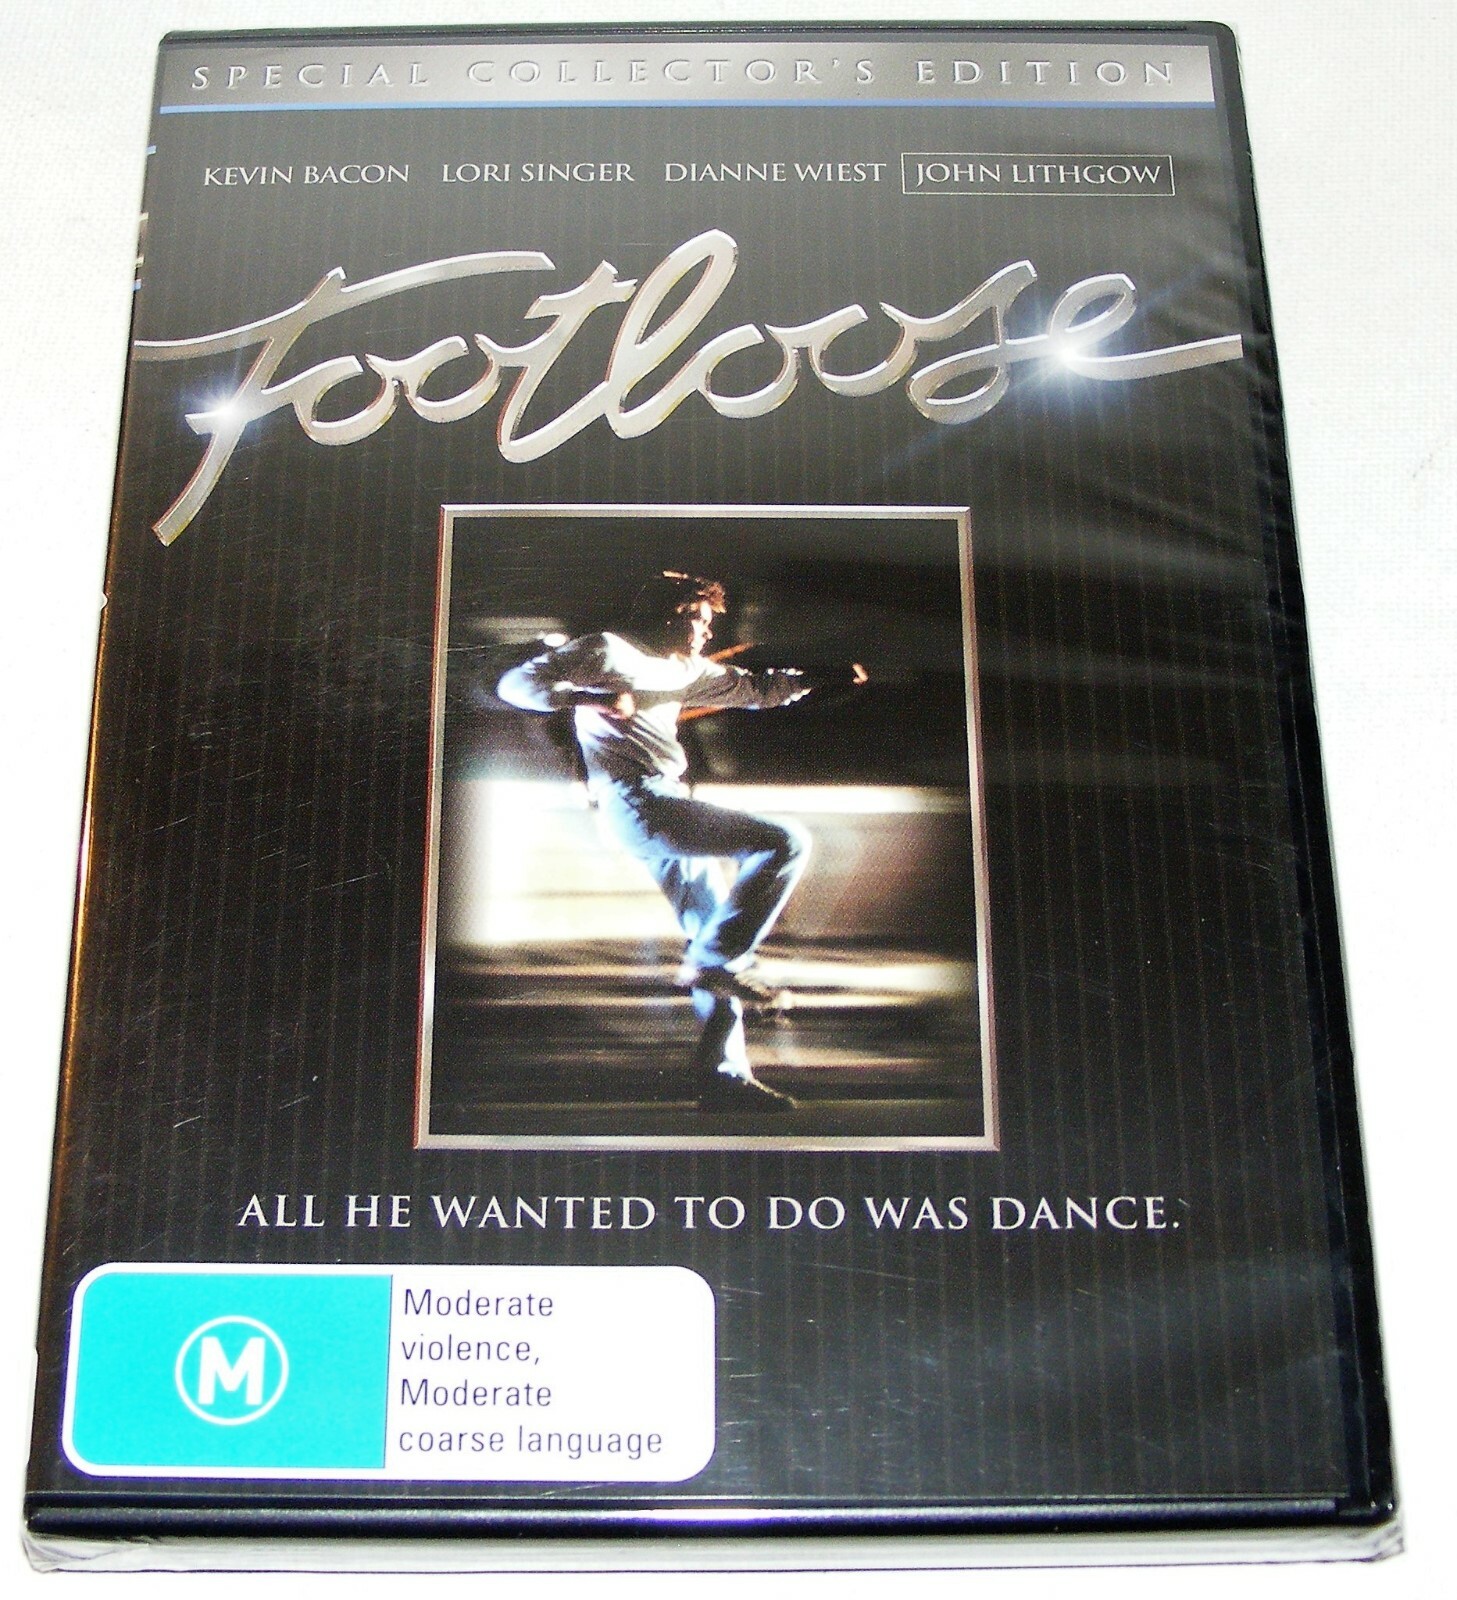 SPECIAL COLLECTOR'S EDITION
KEVIN BACON LORI SINGER DIANNE WIEST JOHN LITHGOW
Footloose
ALL HE WANTED TO DO WAS DANCE.
M
Moderate
violence,
Moderate
coarse language